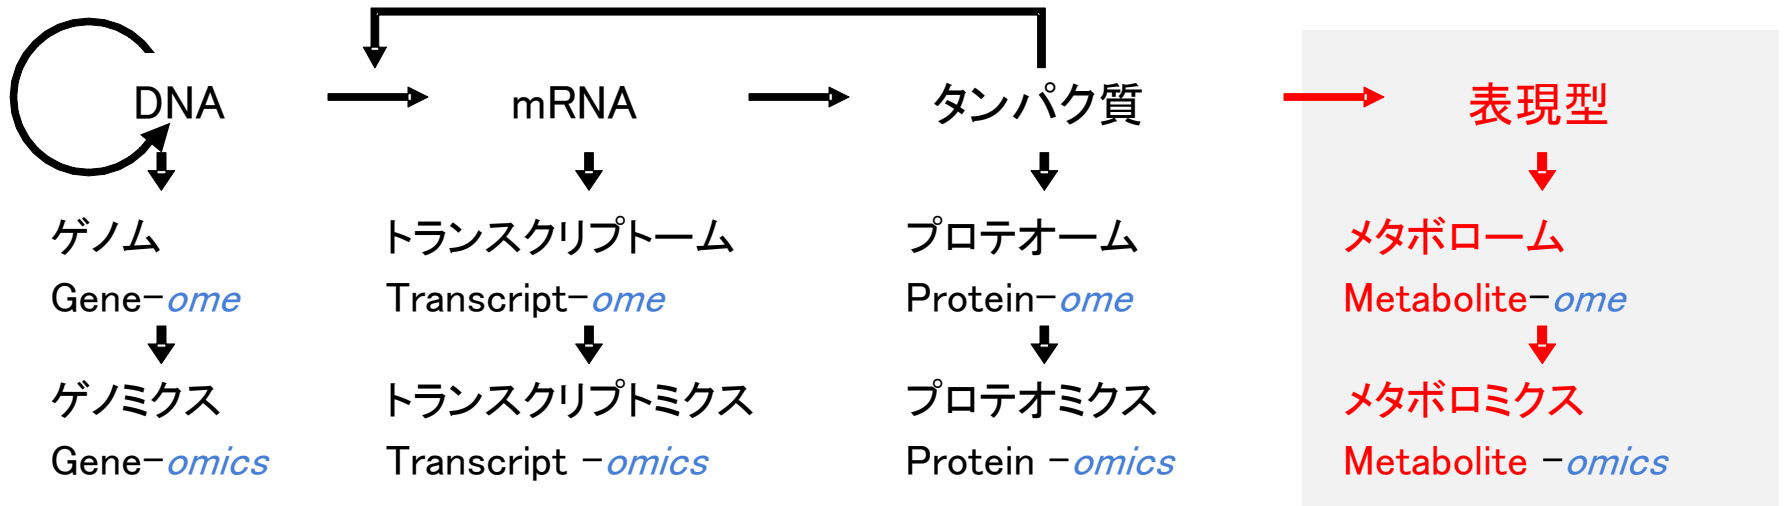 DNA mRNA タンパク質 表現型
ゲノム トランスクリプトーム プロテオーム メタボローム
Gene-ome Transcript-ome Protein-ome Metabolite-ome
ゲノミクス トランスクリプトミクス プロテオミクス メタボロミクス
Gene-omics Transcript -omics Protein -omics Metabolite -omics